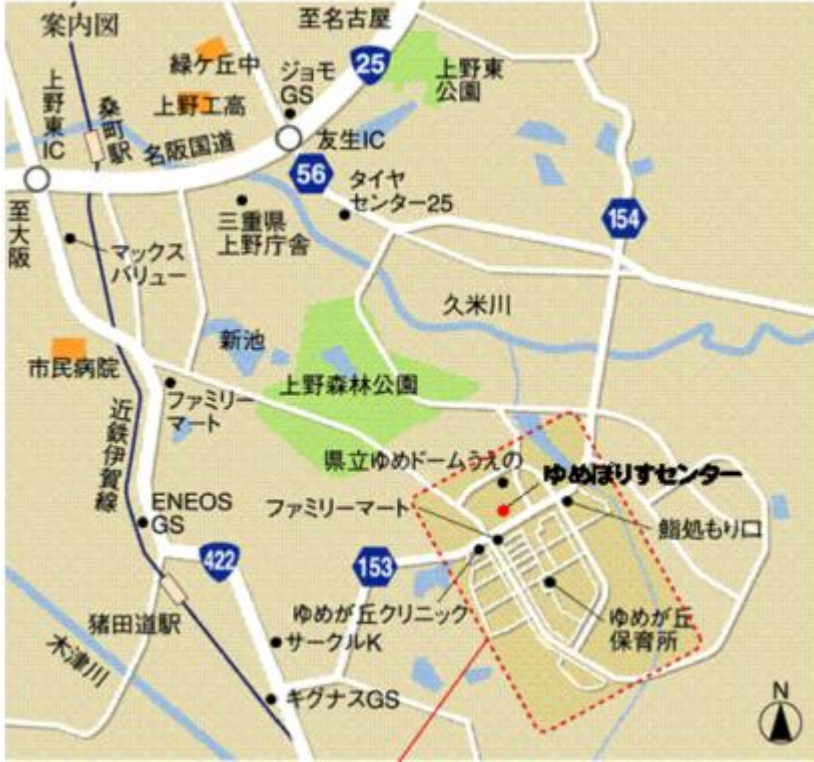 案内図
至名古屋
緑ケ丘中
25
上野東
公園
ジョモ
GS
上野
東
IC
桑町駅
上野工高
名阪国道
友生IC
56
タイヤ
センター25
154
至大阪
三重県
上野庁舎
マックス
バリュー
久米川
新池
市民病院
上野森林公園
ファミリー
マート
近鉄伊賀線
県立ゆめドームうえの
ゆめぽりすセンター
ENEOS
GS
ファミリーマート
鮨処もり口
422
153
ゆめが丘クリニック
ゆめが丘
保育所
猪田道駅
サークルK
木津川
キグナスGS
N